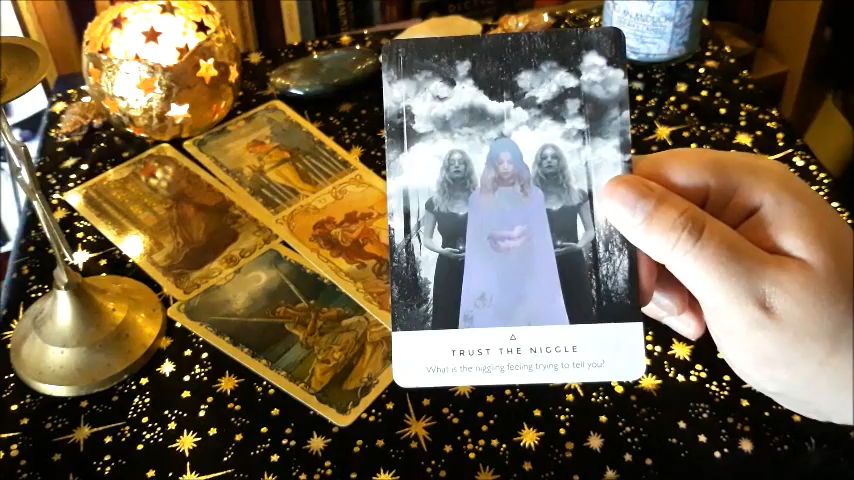 TRUST THE NIGGLE
What is the niggling feeling trying to tell you?